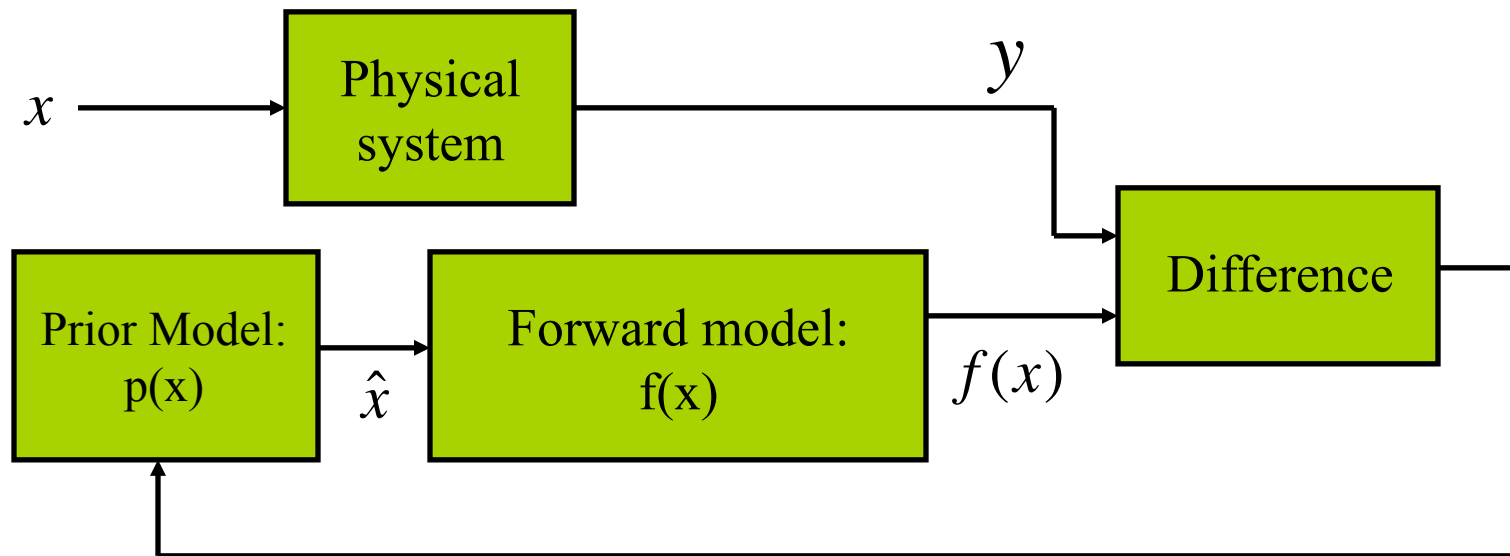 x
Physical
system
y
Difference
Prior Model:
p(x)
x̂
Forward model:
f(x)
f(x)